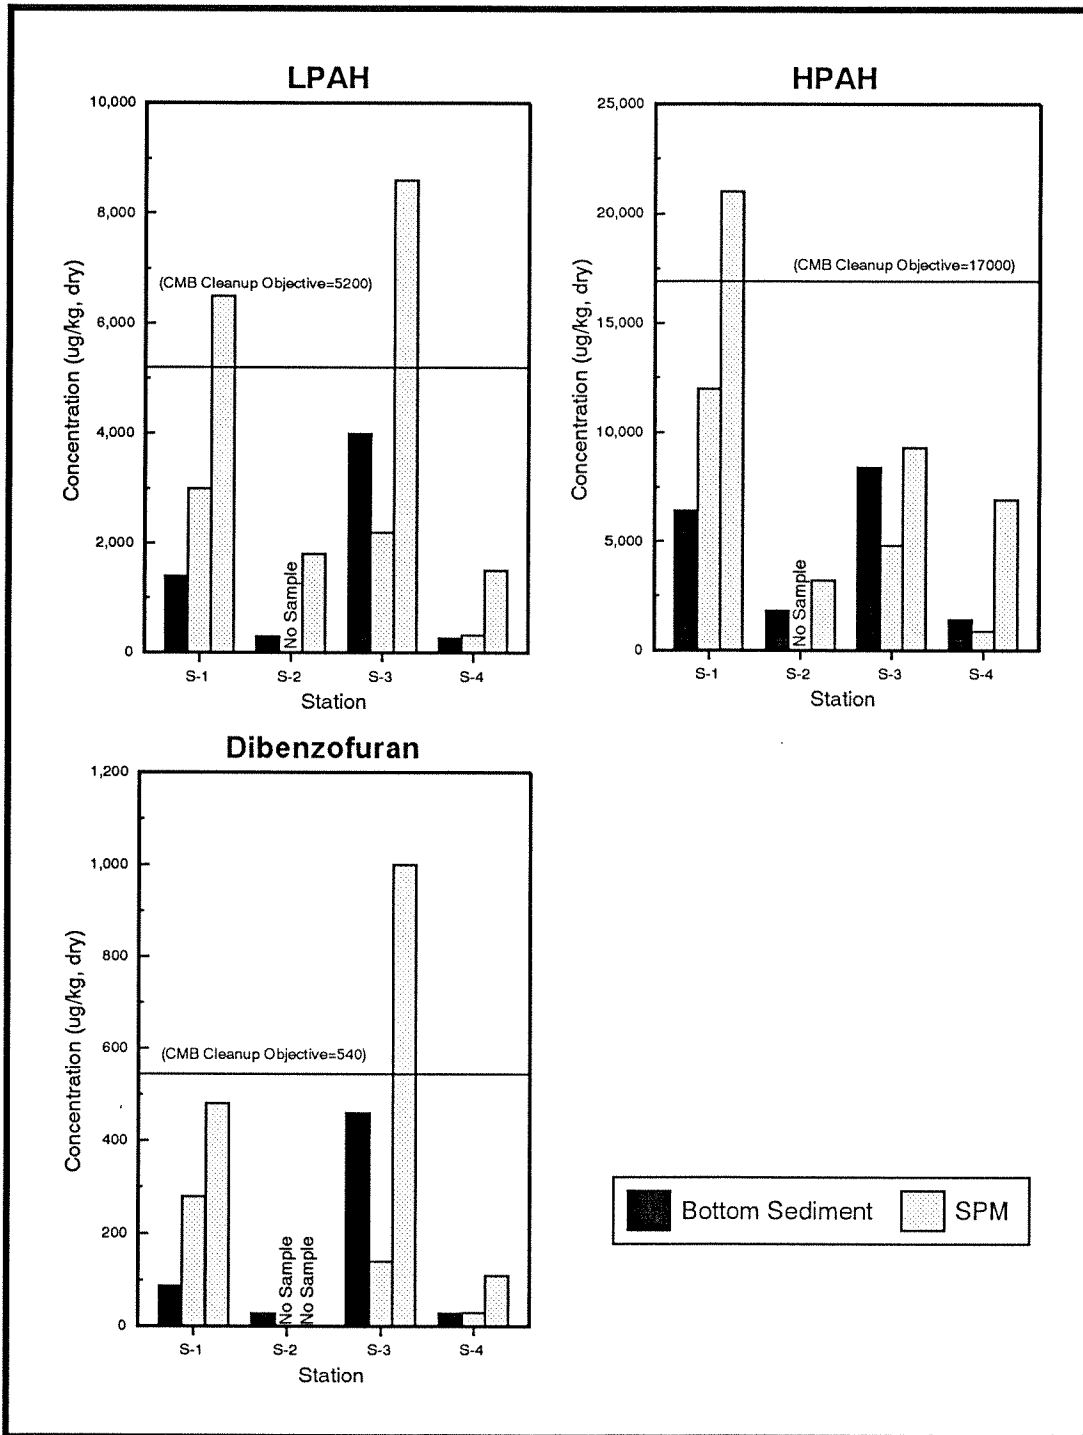 LPAH
10,000
8,000
6,000
4,000
2,000
0
Concentration (ug/kg, dry)
(CMB Cleanup Objective=5200)
No Sample
S-1 S-2 S-3 S-4
Station
HPAH
25,000
20,000
15,000
10,000
5,000
0
Concentration (ug/kg, dry)
(CMB Cleanup Objective=17000)
No Sample
S-1 S-2 S-3 S-4
Station
Dibenzofuran
1,200
1,000
800
600
400
200
0
Concentration (ug/kg, dry)
(CMB Cleanup Objective=540)
No Sample
No Sample
S-1 S-2 S-3 S-4
Station
Bottom Sediment SPM